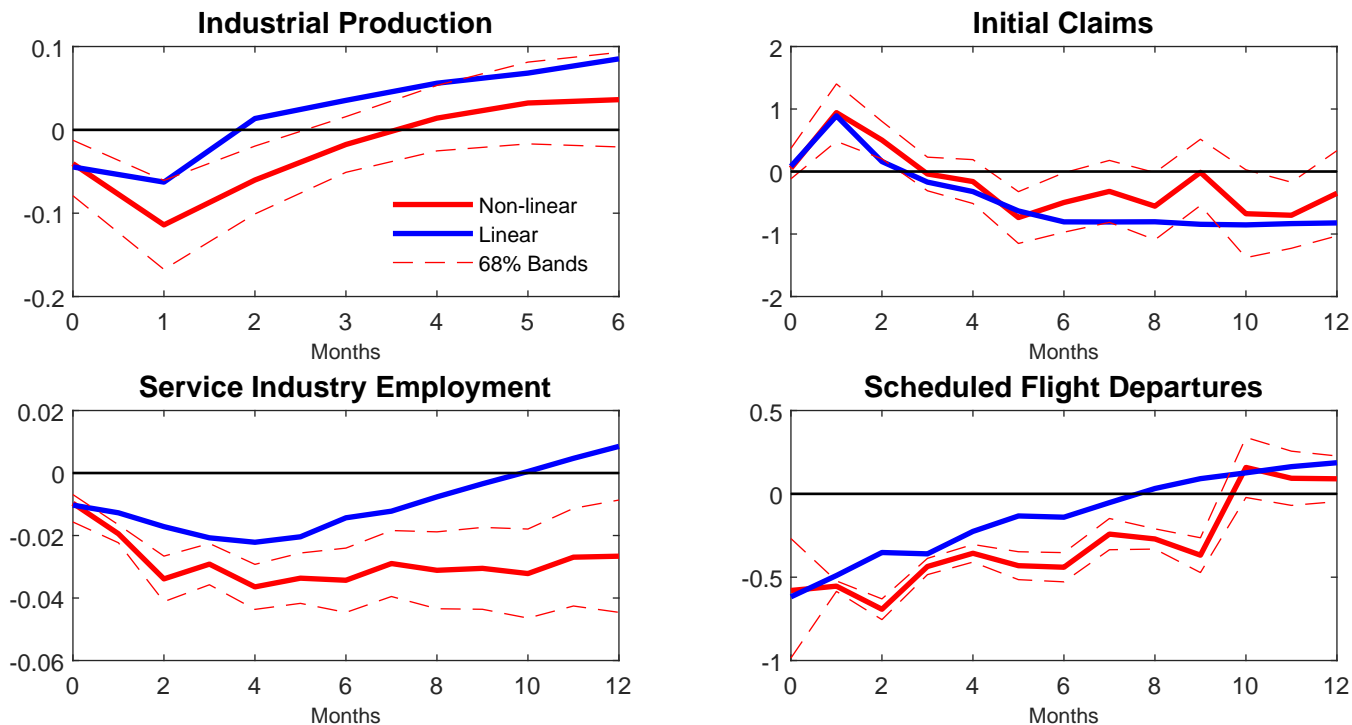 Industrial Production
0.1
0
-0.1
-0.2
0 1 2 3 4 5 6
Months
Non-linear
Linear
68% Bands
Initial Claims
2
1
0
-1
-2
0 2 4 6 8 10 12
Months
Service Industry Employment
0.02
0
-0.02
-0.04
-0.06
0 2 4 6 8 10 12
Months
Scheduled Flight Departures
0.5
0
-0.5
-1
0 2 4 6 8 10 12
Months